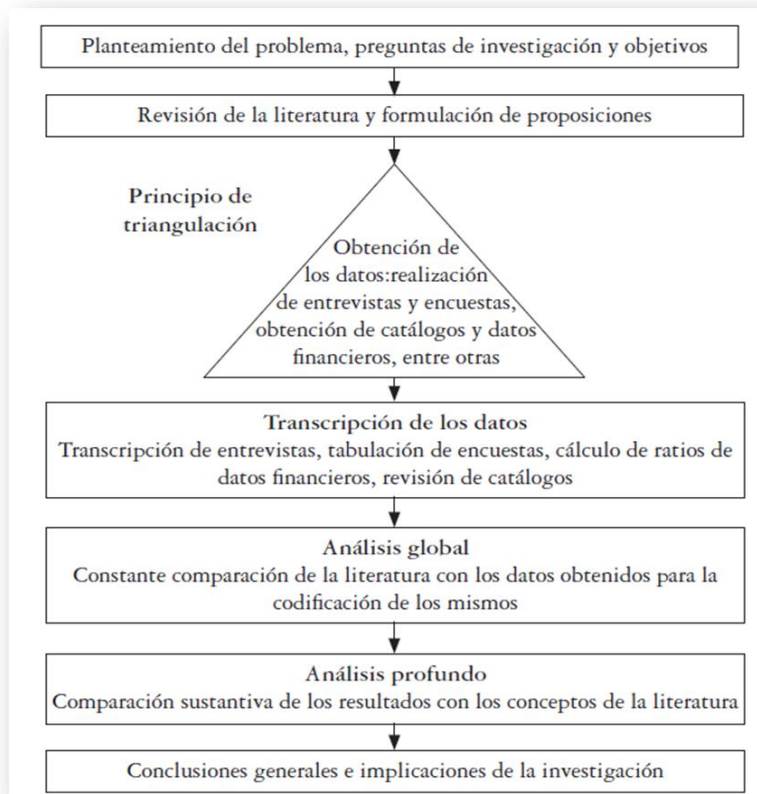 Planteamiento del problema, preguntas de investigación y objetivos
Revisión de la literatura y formulación de proposiciones
Principio de
triangulación
Obtención de
los datos:realización
de entrevistas y encuestas,
obtención de catálogos y datos
financieros, entre otras
Transcripción de los datos
Transcripción de entrevistas, tabulación de encuestas, cálculo de ratios de
datos financieros, revisión de catálogos
Análisis global
Constante comparación de la literatura con los datos obtenidos para la
codificación de los mismos
Análisis profundo
Comparación sustantiva de los resultados con los conceptos de la literatura
Conclusiones generales e implicaciones de la investigación